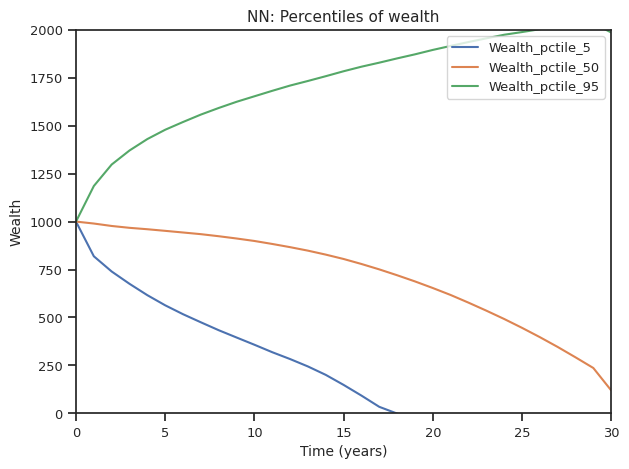 NN: Percentiles of wealth
Wealth_pctile_5
Wealth_pctile_50
Wealth_pctile_95
Wealth
2000
1750
1500
1250
1000
750
500
250
0
0 5 10 15 20 25 30
Time (years)